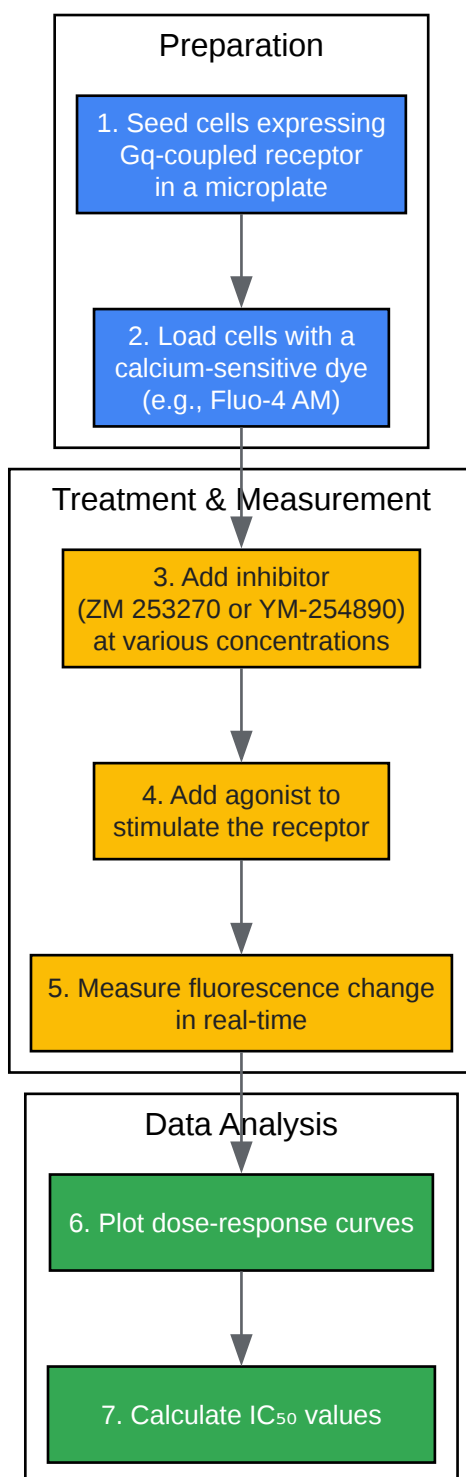 Preparation
1. Seed cells expressing
Gq-coupled receptor
in a microplate
2. Load cells with a
calcium-sensitive dye
(e.g., Fluo-4 AM)
Treatment & Measurement
3. Add inhibitor
(ZM 253270 or YM-254890)
at various concentrations
4. Add agonist to
stimulate the receptor
5. Measure fluorescence change
in real-time
Data Analysis
6. Plot dose-response curves
7. Calculate IC₅₀ values